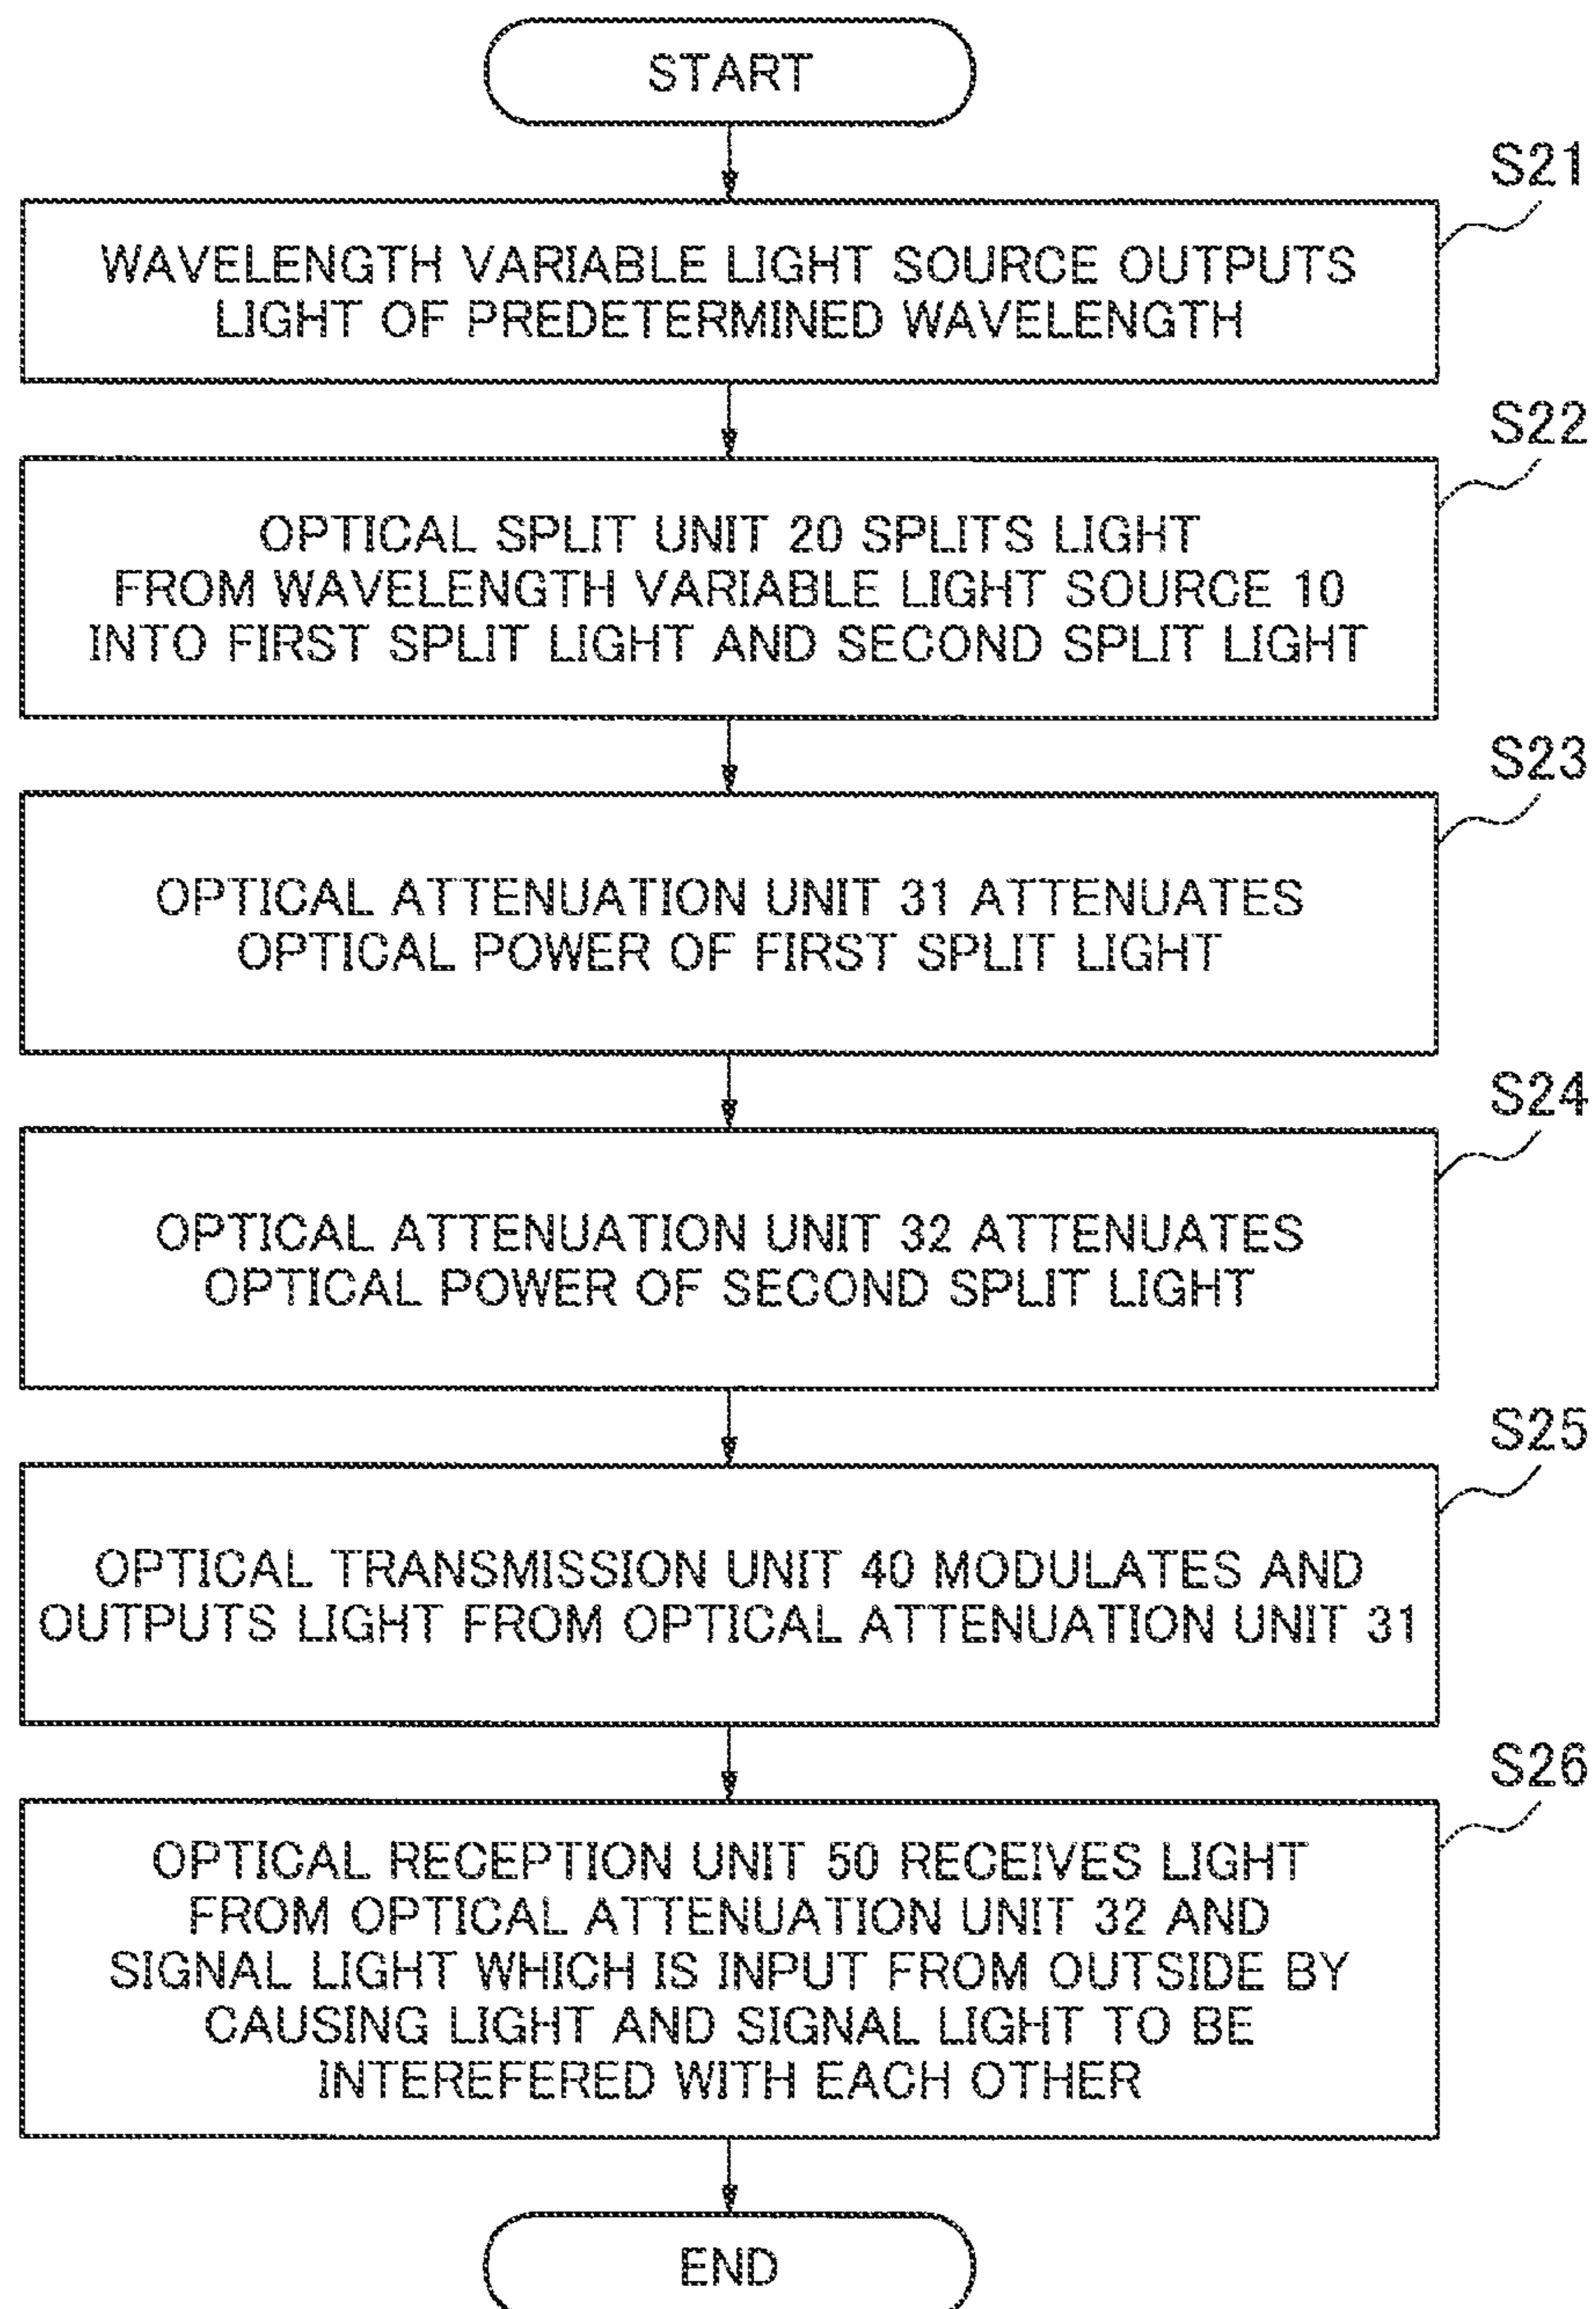 START
S21
WAVELENGTH VARIABLE LIGHT SOURCE OUTPUTS
LIGHT OF PREDETERMINED WAVELENGTH
S22
OPTICAL SPLIT UNIT 20 SPLITS LIGHT
FROM WAVELENGTH VARIABLE LIGHT SOURCE 10
INTO FIRST SPLIT LIGHT AND SECOND SPLIT LIGHT
S23
OPTICAL ATTENUATION UNIT 31 ATTENUATES
OPTICAL POWER OF FIRST SPLIT LIGHT
S24
OPTICAL ATTENUATION UNIT 32 ATTENUATES
OPTICAL POWER OF SECOND SPLIT LIGHT
S25
OPTICAL TRANSMISSION UNIT 40 MODULATES AND
OUTPUTS LIGHT FROM OPTICAL ATTENUATION UNIT 31
S26
OPTICAL RECEPTION UNIT 50 RECEIVES LIGHT
FROM OPTICAL ATTENUATION UNIT 32 AND
SIGNAL LIGHT WHICH IS INPUT FROM OUTSIDE BY
CAUSING LIGHT AND SIGNAL LIGHT TO BE
INTEREFERED WITH EACH OTHER
END